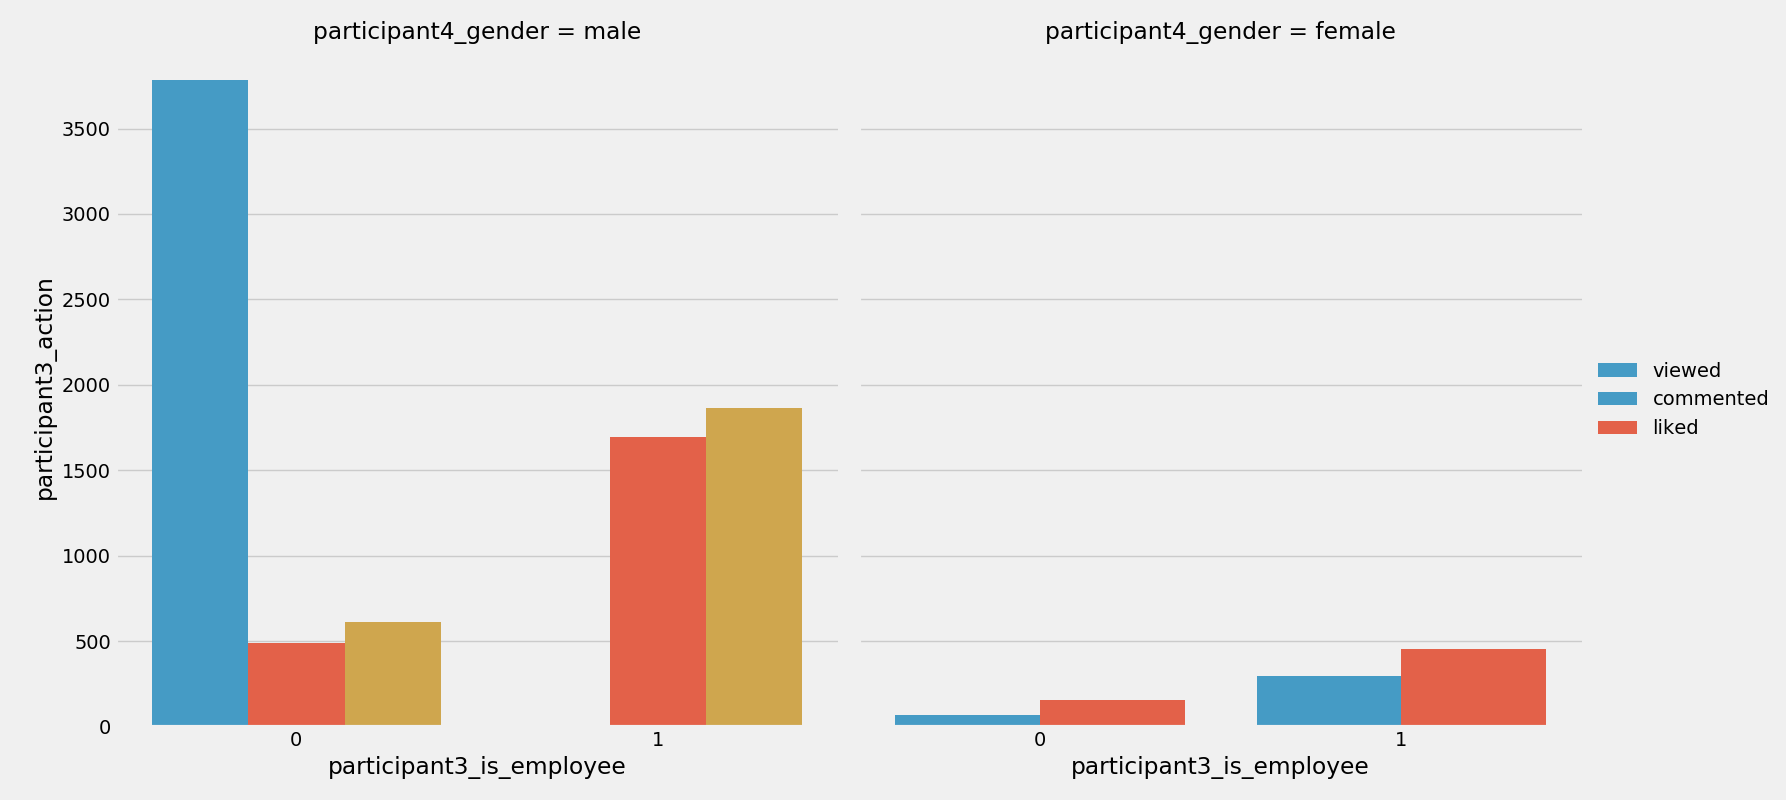 participant4_gender = male
participant4_gender = female
participant3_action
3500
3000
2500
2000
1500
1000
500
0
0
1
participant3_is_employee
0
1
participant3_is_employee
viewed
commented
liked